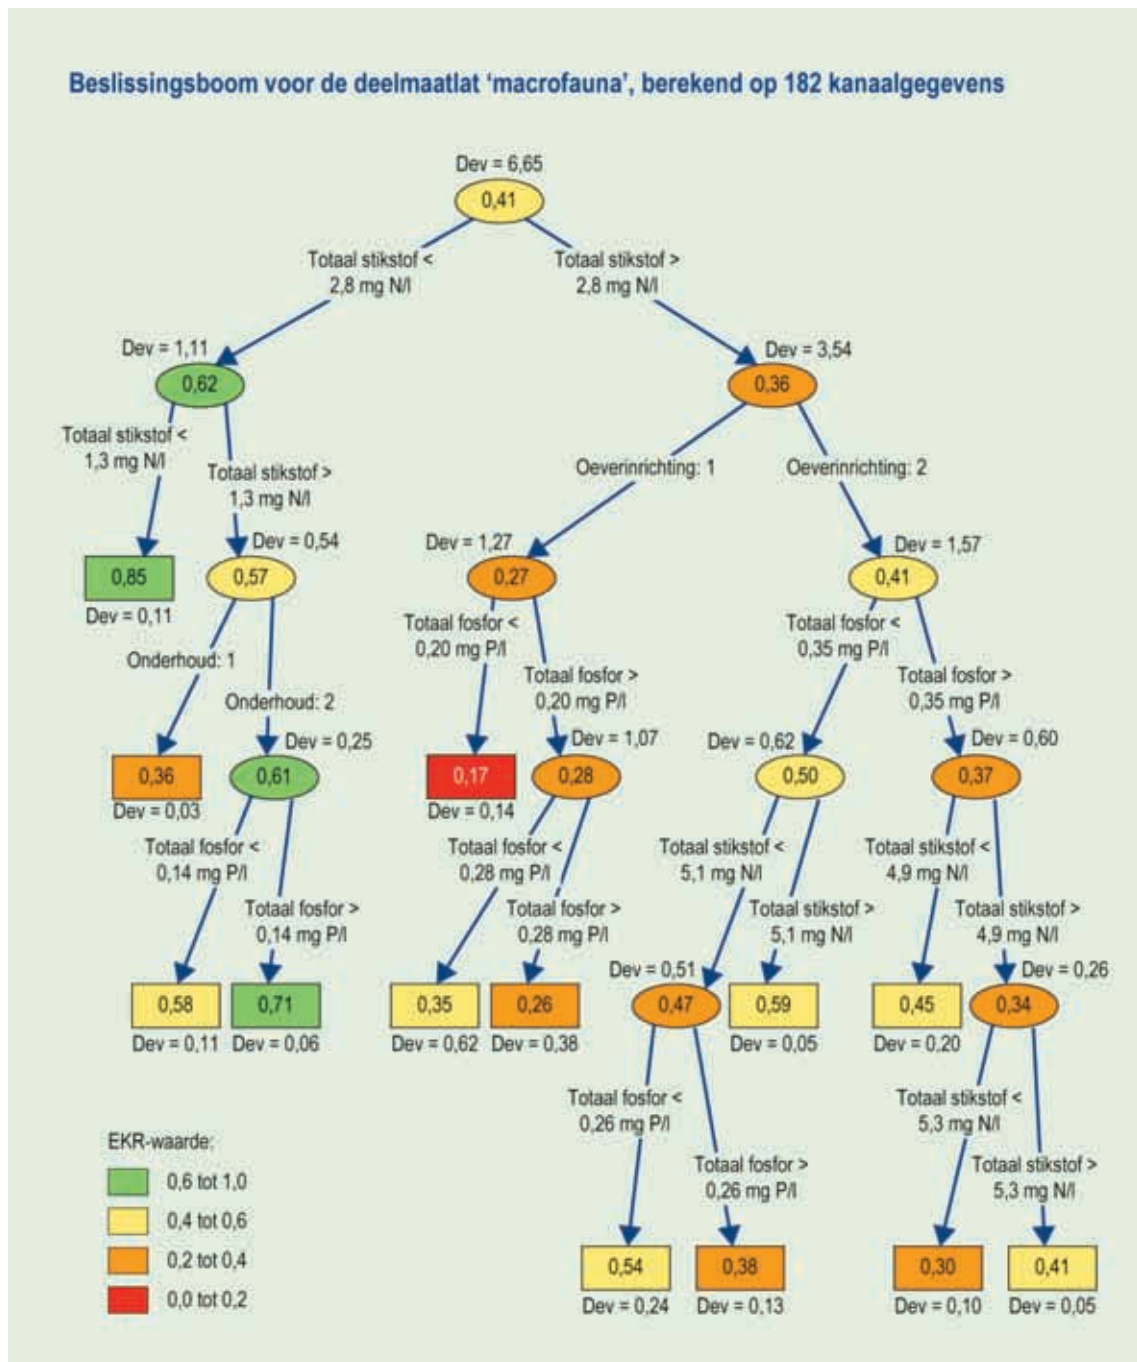 Beslissingsboom voor de deelmaatlat ‘macrofauna’, berekend op 182 kanaalgegevens
Dev = 6,65
0,41
Totaal stikstof <
2,8 mg N/l
Totaal stikstof >
2,8 mg N/l
Dev = 1,11
0,62
Dev = 3,54
0,36
Totaal stikstof <
1,3 mg N/l
Totaal stikstof >
1,3 mg N/l
Oeverinrichting: 1
Oeverinrichting: 2
0,85
Dev = 0,11
Dev = 0,54
0,57
Dev = 1,27
0,27
Dev = 1,57
0,41
Onderhoud: 1
Onderhoud: 2
Totaal fosfor <
0,20 mg P/l
Totaal fosfor >
0,20 mg P/l
Totaal fosfor <
0,35 mg P/l
Totaal fosfor >
0,35 mg P/l
0,36
Dev = 0,03
Dev = 0,25
0,61
0,17
Dev = 0,14
Dev = 1,07
0,28
Dev = 0,62
0,50
Dev = 0,60
0,37
Totaal fosfor <
0,14 mg P/l
Totaal fosfor >
0,14 mg P/l
Totaal fosfor <
0,28 mg P/l
Totaal fosfor >
0,28 mg P/l
Totaal stikstof <
5,1 mg N/l
Totaal stikstof >
5,1 mg N/l
Totaal stikstof <
4,9 mg N/l
Totaal stikstof >
4,9 mg N/l
0,58
Dev = 0,11
0,71
Dev = 0,06
0,35
Dev = 0,62
0,26
Dev = 0,38
Dev = 0,51
0,47
0,59
Dev = 0,05
0,45
Dev = 0,20
Dev = 0,26
0,34
Totaal fosfor <
0,26 mg P/l
Totaal fosfor >
0,26 mg P/l
Totaal stikstof <
5,3 mg N/l
Totaal stikstof >
5,3 mg N/l
0,54
Dev = 0,24
0,38
Dev = 0,13
0,30
Dev = 0,10
0,41
Dev = 0,05
EKR-waarde:
0,6 tot 1,0
0,4 tot 0,6
0,2 tot 0,4
0,0 tot 0,2